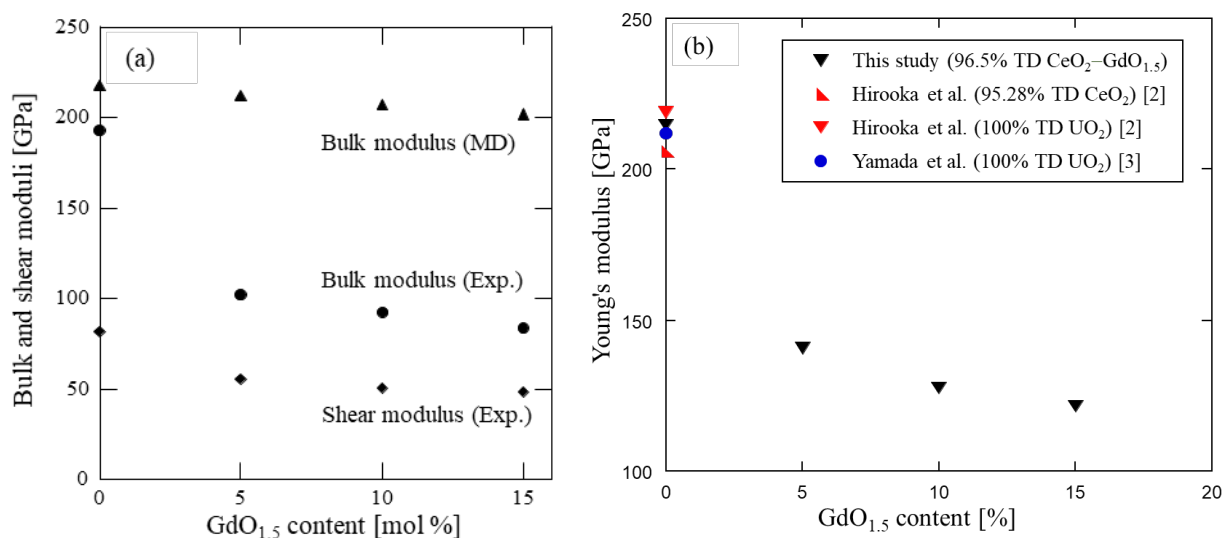 (a)
Bulk and shear moduli [GPa]
250
200
150
100
50
0
Bulk modulus (MD)
Bulk modulus (Exp.)
Shear modulus (Exp.)
0 5 10 15
GdO₁.₅ content [mol %]
(b)
Young's modulus [GPa]
250
200
150
100
This study (96.5% TD CeO₂–GdO₁.₅)
Hirooka et al. (95.28% TD CeO₂) [2]
Hirooka et al. (100% TD UO₂) [2]
Yamada et al. (100% TD UO₂) [3]
0 5 10 15 20
GdO₁.₅ content [%]